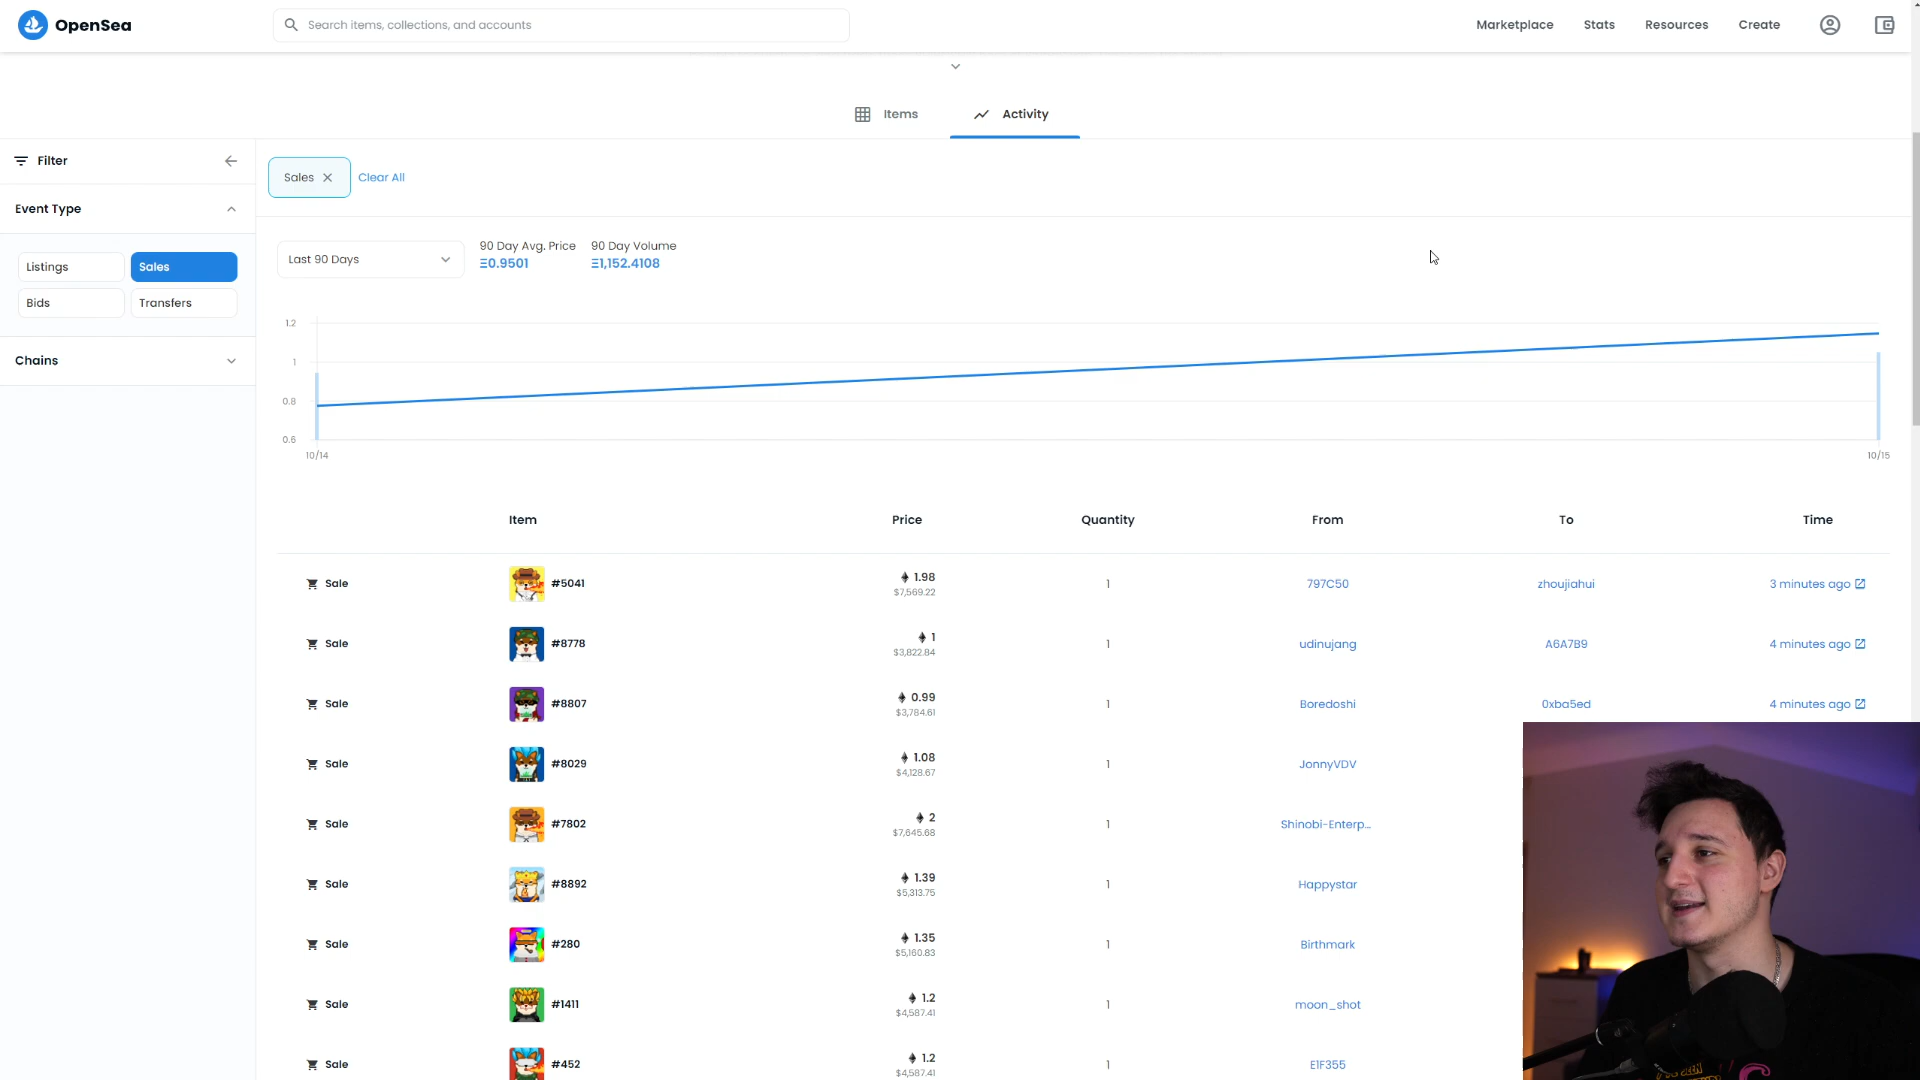 OpenSea
Search items, collections, and accounts
Marketplace
Stats
Resources
Create
Items
Activity
Filter
Sales
Clear All
Event Type
Listings
Sales
Bids
Transfers
Chains
Last 90 Days
90 Day Avg. Price
Ξ0.9501
90 Day Volume
Ξ1,152.4108
1.2
1
0.8
0.6
10/14
10/15
Item Price Quantity From To Time
Sale #5041 1.98 1 797C50 zhoujiahui 3 minutes ago
$7,569.22
Sale #8778 1 1 udinujang A6A7B9 4 minutes ago
$3,822.84
Sale #8807 0.99 1 Boredoshi 0xba5ed 4 minutes ago
$3,784.61
Sale #8029 1.08 1 JonnyVDV
$4,128.67
Sale #7802 2 1 Shinobi-Enterp...
$7,645.68
Sale #8892 1.39 1 Happystar
$5,313.75
Sale #280 1.35 1 Birthmark
$5,160.83
Sale #1411 1.2 1 moon_shot
$4,587.41
Sale #452 1.2 1 E1F355
$4,587.41